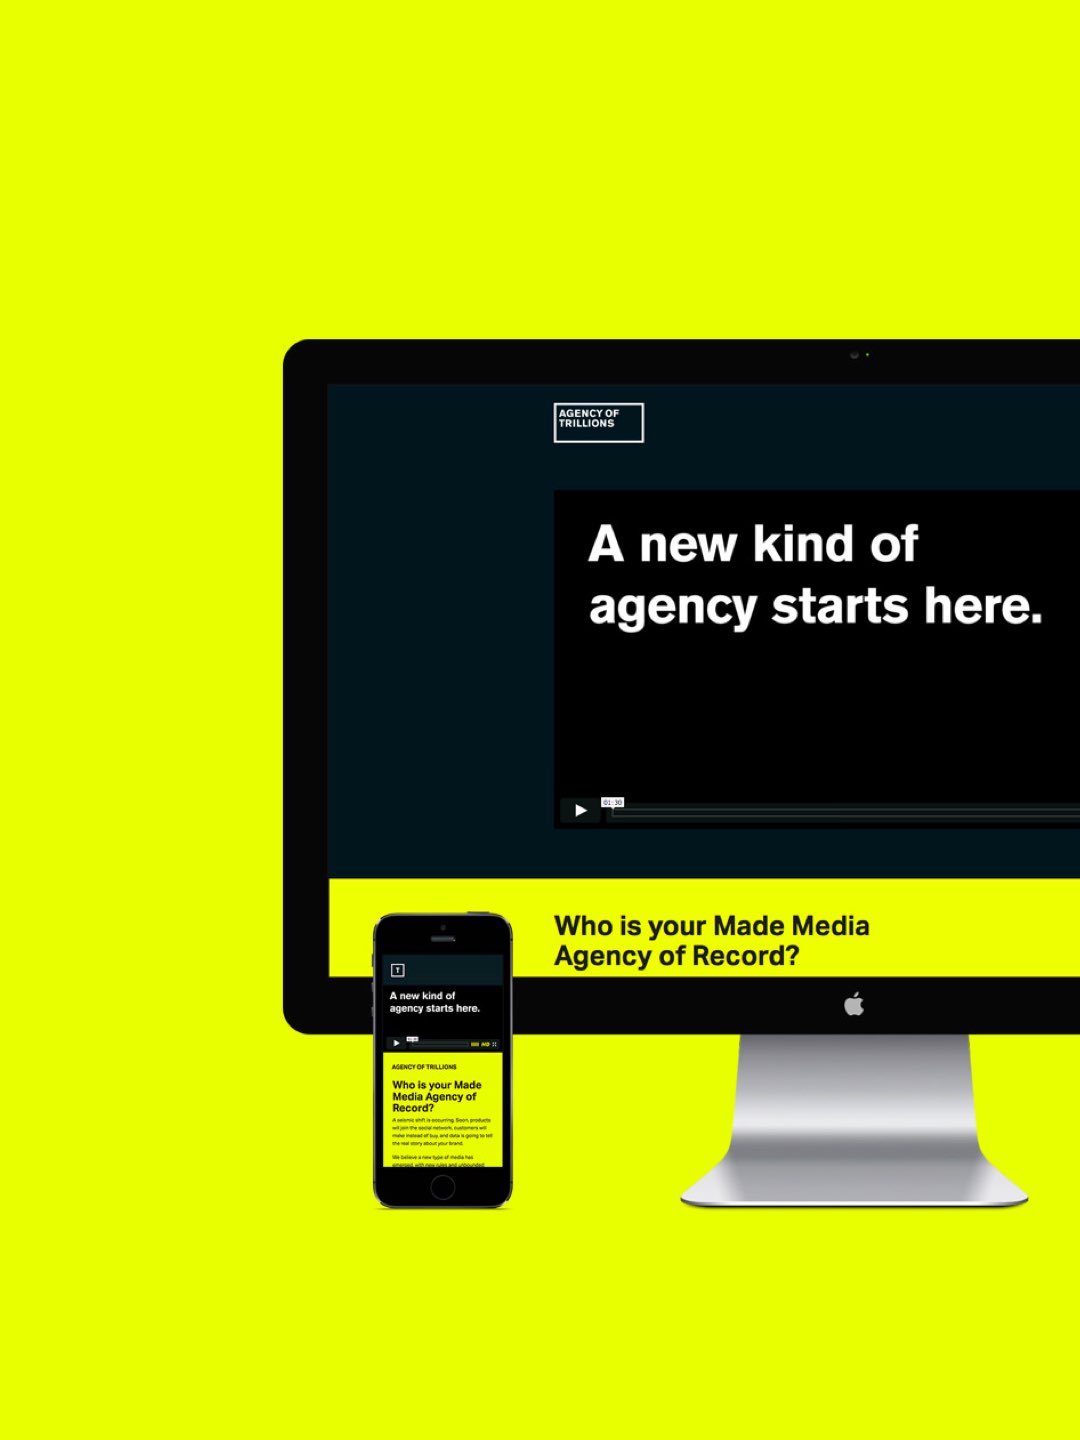 AGENCY OF
TRILLIONS
A new kind of
agency starts here.
01:30
Who is your Made Media
Agency of Record?
T
A new kind of
agency starts here.
AGENCY OF TRILLIONS
Who is your Made
Media Agency of
Record?
A seismic shift is occurring. Soon, products
will join the social network, customers will
make instead of buy, and data is going to tell
the real story about your brand.
We believe a new type of media has
emerged, with new rules and unbounded